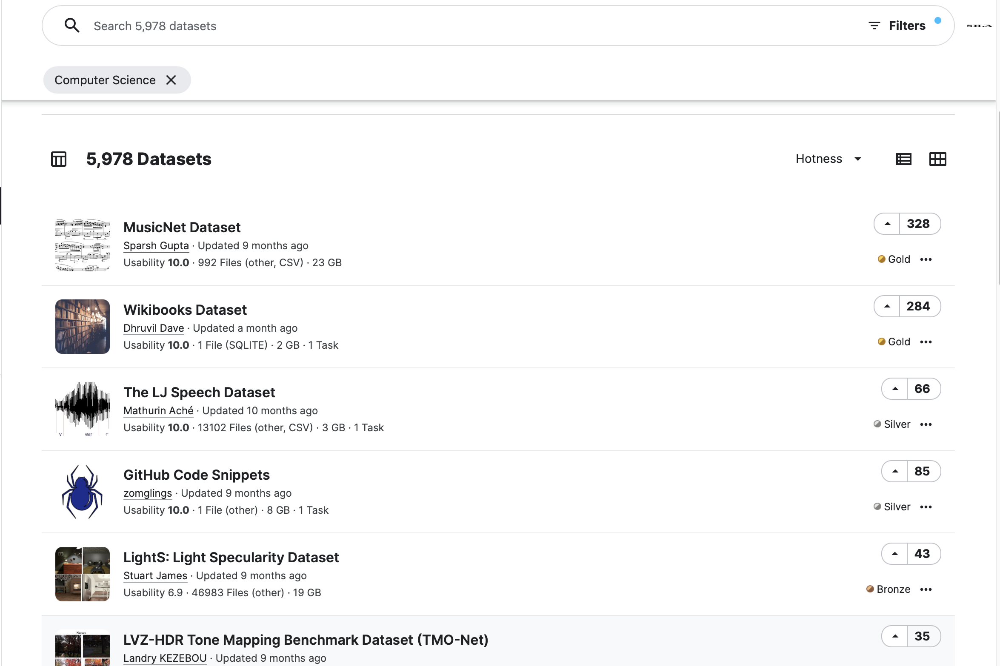 Search 5,978 datasets
Filters
SH.A
Computer Science
5,978 Datasets
Hotness
MusicNet Dataset
328
Sparsh Gupta · Updated 9 months ago
Usability 10.0 · 992 Files (other, CSV) · 23 GB
Gold
Wikibooks Dataset
284
Dhruvil Dave · Updated a month ago
Usability 10.0 · 1 File (SQLITE) · 2 GB · 1 Task
Gold
The LJ Speech Dataset
66
Mathurin Aché · Updated 10 months ago
Usability 10.0 · 13102 Files (other, CSV) · 3 GB · 1 Task
Silver
y ear
GitHub Code Snippets
85
zomglings · Updated 9 months ago
Usability 10.0 · 1 File (other) · 8 GB · 1 Task
Silver
LightS: Light Specularity Dataset
43
Stuart James · Updated 9 months ago
Usability 6.9 · 46983 Files (other) · 19 GB
Bronze
Nature
LVZ-HDR Tone Mapping Benchmark Dataset (TMO-Net)
35
Landry KEZEBOU · Updated 9 months ago